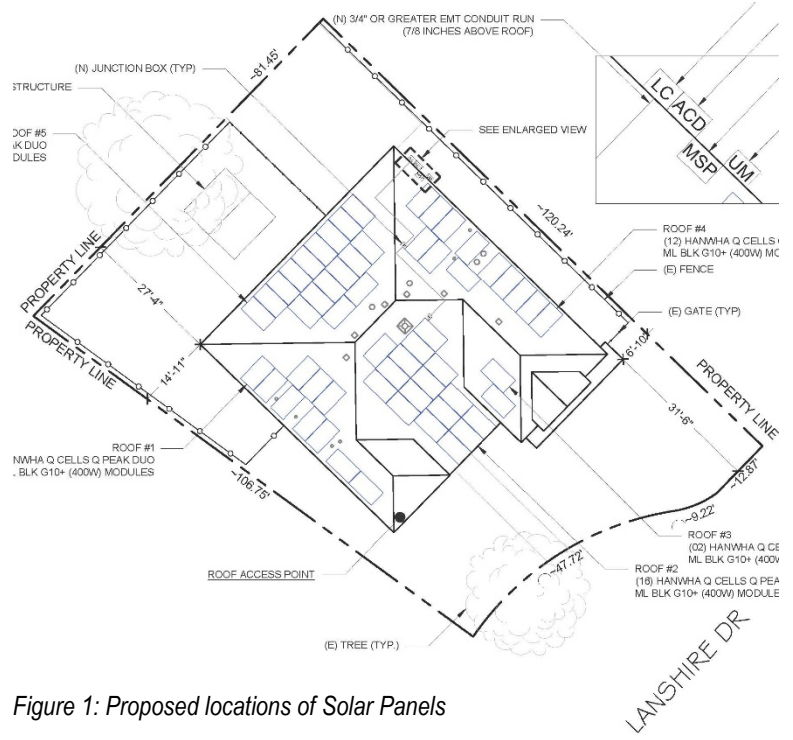 (N) 3/4" OR GREATER EMT CONDUIT RUN
(7/8 INCHES ABOVE ROOF)
~81.45'
(N) JUNCTION BOX (TYP)
STRUCTURE
OOF #5
AK DUO
DULES
SEE ENLARGED VIEW
LC
ACD
MSP
UM
~120.24'
ROOF #4
(12) HANWHA Q CELLS
ML BLK G10+ (400W) MO
(E) FENCE
(E) GATE (TYP)
PROPERTY LINE
PROPERTY LINE
27'-4"
14'-11"
6'-10"
31'-6"
PROPERTY LINE
~12.87'
~9.22'
ROOF #1
NWHA Q CELLS Q PEAK DUO
L BLK G10+ (400W) MODULES
~106.75'
ROOF #3
(02) HANWHA Q CE
ML BLK G10+ (400W
ROOF #2
(16) HANWHA Q CELLS Q PEA
ML BLK G10+ (400W) MODULE
ROOF ACCESS POINT
~47.72'
(E) TREE (TYP.)
LANSHIRE DR
Figure 1: Proposed locations of Solar Panels